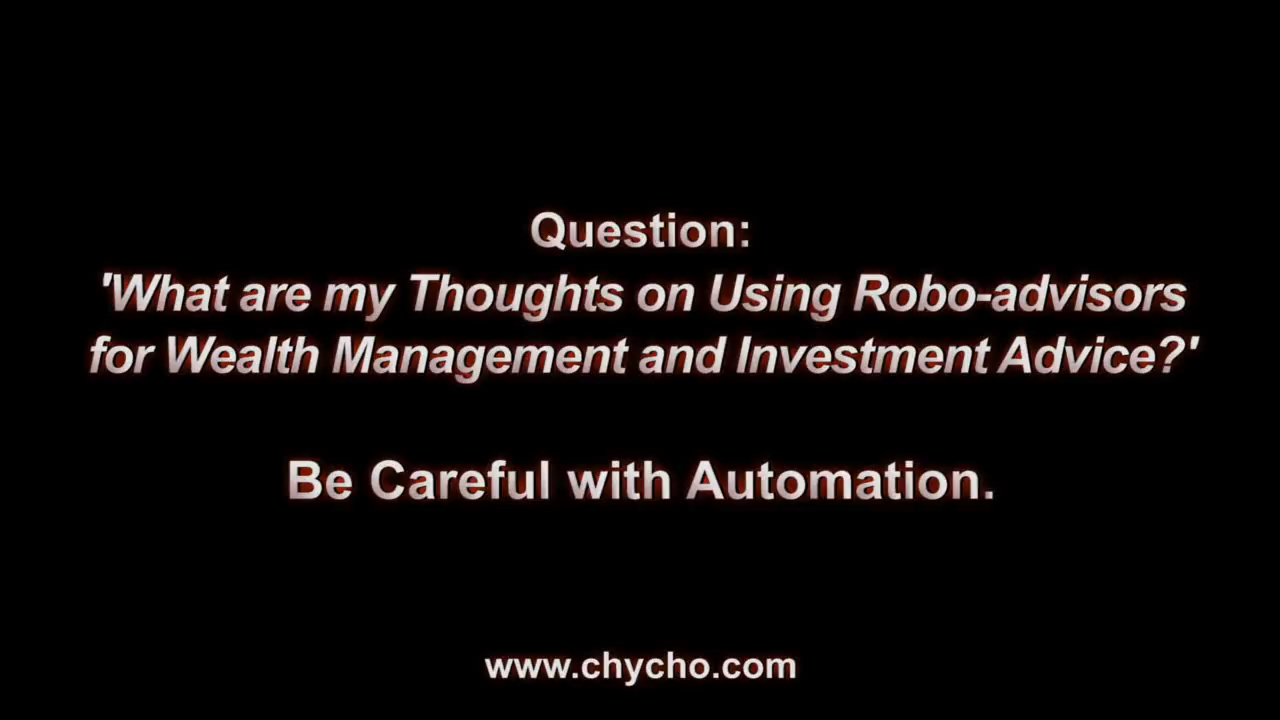 Question:
'What are my Thoughts on Using Robo-advisors
for Wealth Management and Investment Advice?'
Be Careful with Automation.
www.chycho.com